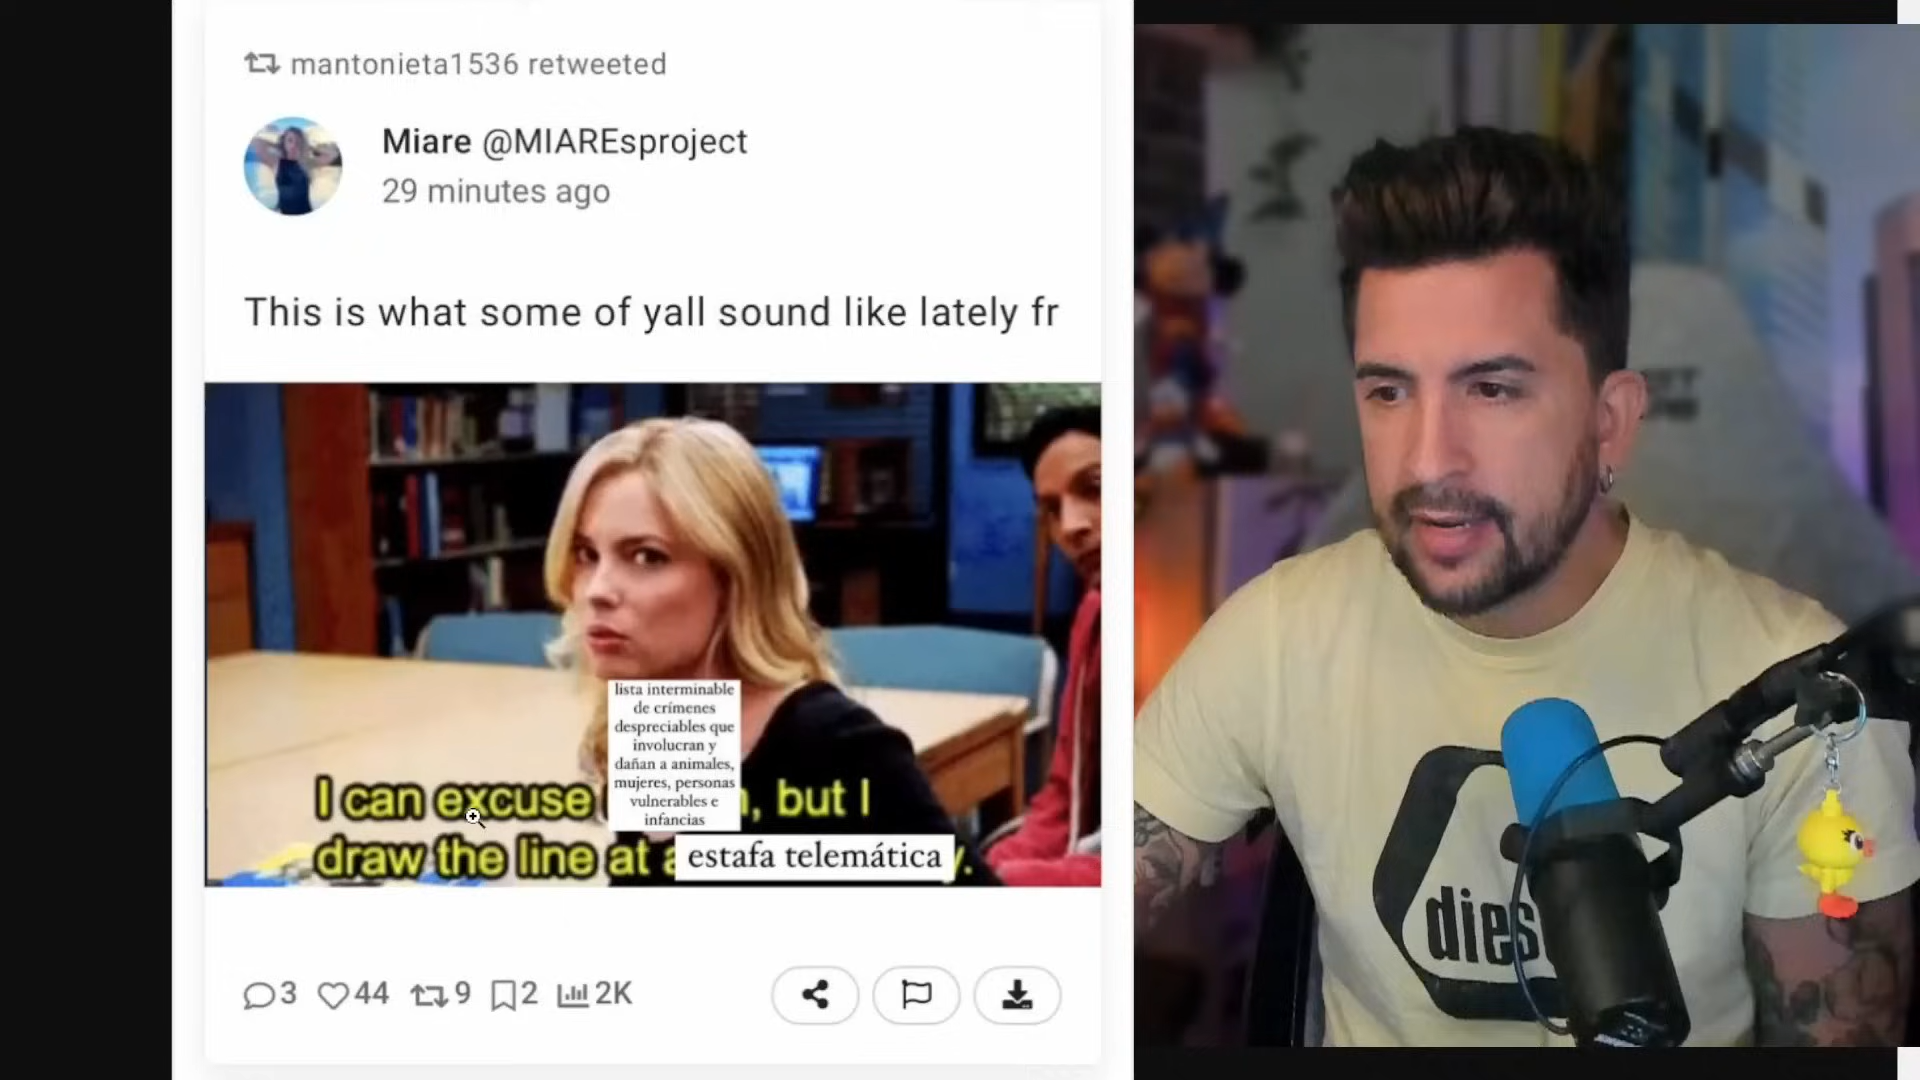 mantonieta1536 retweeted
Miare @MIAREsproject
29 minutes ago
This is what some of yall sound like lately fr
lista interminable
de crímenes
despreciables que
involucran y
dañan a animales,
mujeres, personas
vulnerables e
infancias
I can excuse , but I
draw the line at estafa telemática
3 44 9 2 2K
dies